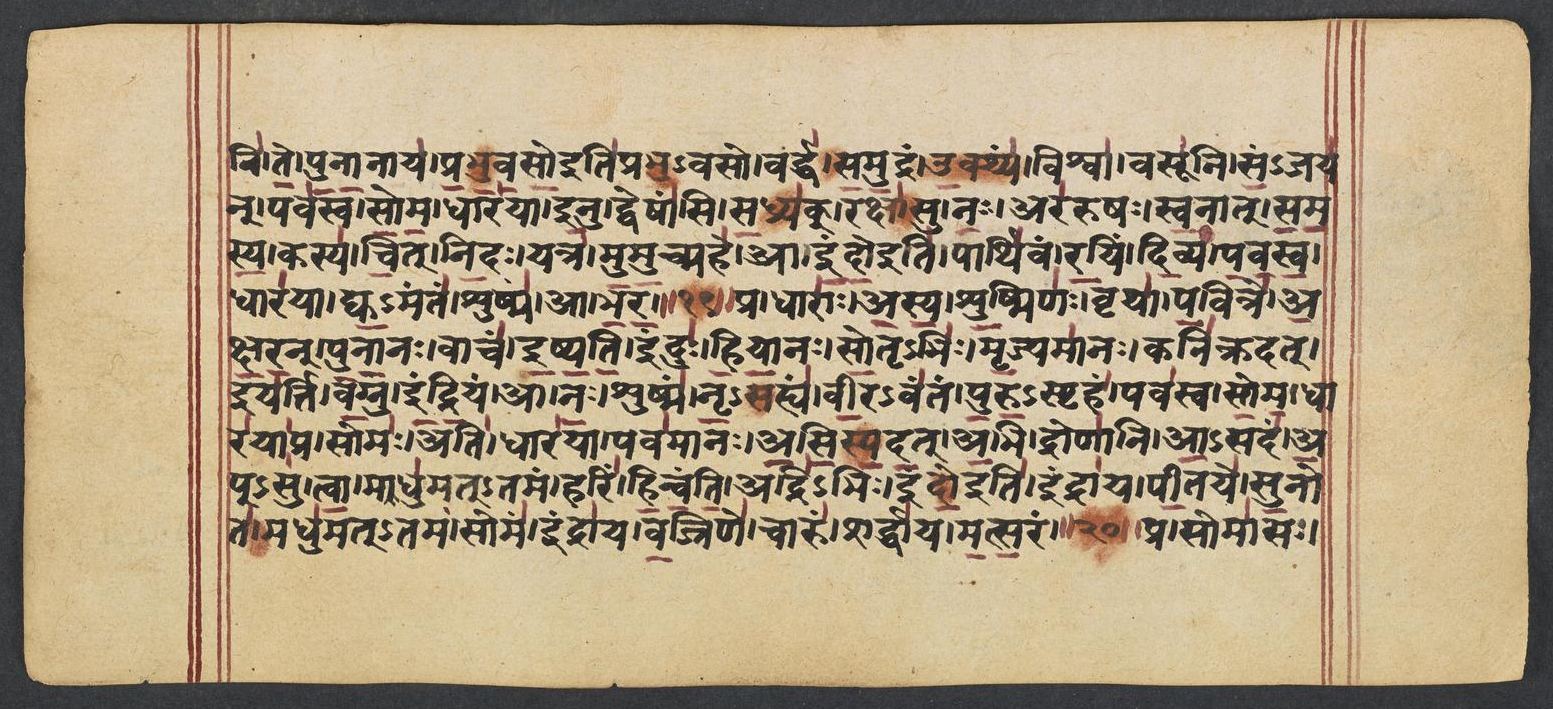 नि।ते।पुनानाय।प्रभुवसोइतिप्रभुऽवसो।वर्द्ध।समुद्रं।उक्थ्यं।विश्वा।वसूनि।संऽजय
न्।पवस्व।सोम।धारया।इनु।द्वेषांसि।सध्र्यक्।रक्ष।सु।नः।अररुषः।स्वनात्।सम
स्य।कस्य।चित्।निदः।यत्र।मुमुच्महे।आ।इंदोइति।पार्थिवं।रयिं।दिव्यं।पवस्व।
धारया।द्युऽमंतं।शुष्मं।आ।भर॥१९॥प्र।धाराः।अस्य।शुष्मिणः।वृथा।पवित्रे।अ
क्षरन्।पुनानः।वाचं।इष्यति।इंदुः।हियानः।सोतृऽभिः।मृज्यमानः।कनिक्रदत्।
इयर्त्ति।वग्नुं।इंद्रियं।आ।नः।शुष्मं।नृऽसह्यं।वीरऽवंतं।पुरुऽस्पृहं।पवस्व।सोम।धा
रया।प्र।सोमः।अति।धारया।पवमानः।असिस्यदत्।अभि।द्रोणानि।आऽसदं।अ
प्ऽसु।त्वा।मधुमत्ऽतमं।हरिं।हिन्वंति।अद्रिऽभिः।इंदोइति।इंद्राय।पीतये।सुनो
त।मधुमत्ऽतमं।सोमं।इंद्राय।वज्रिणे।चारुं।शर्द्धाय।मत्सरं॥२०॥प्र।सोमासः।